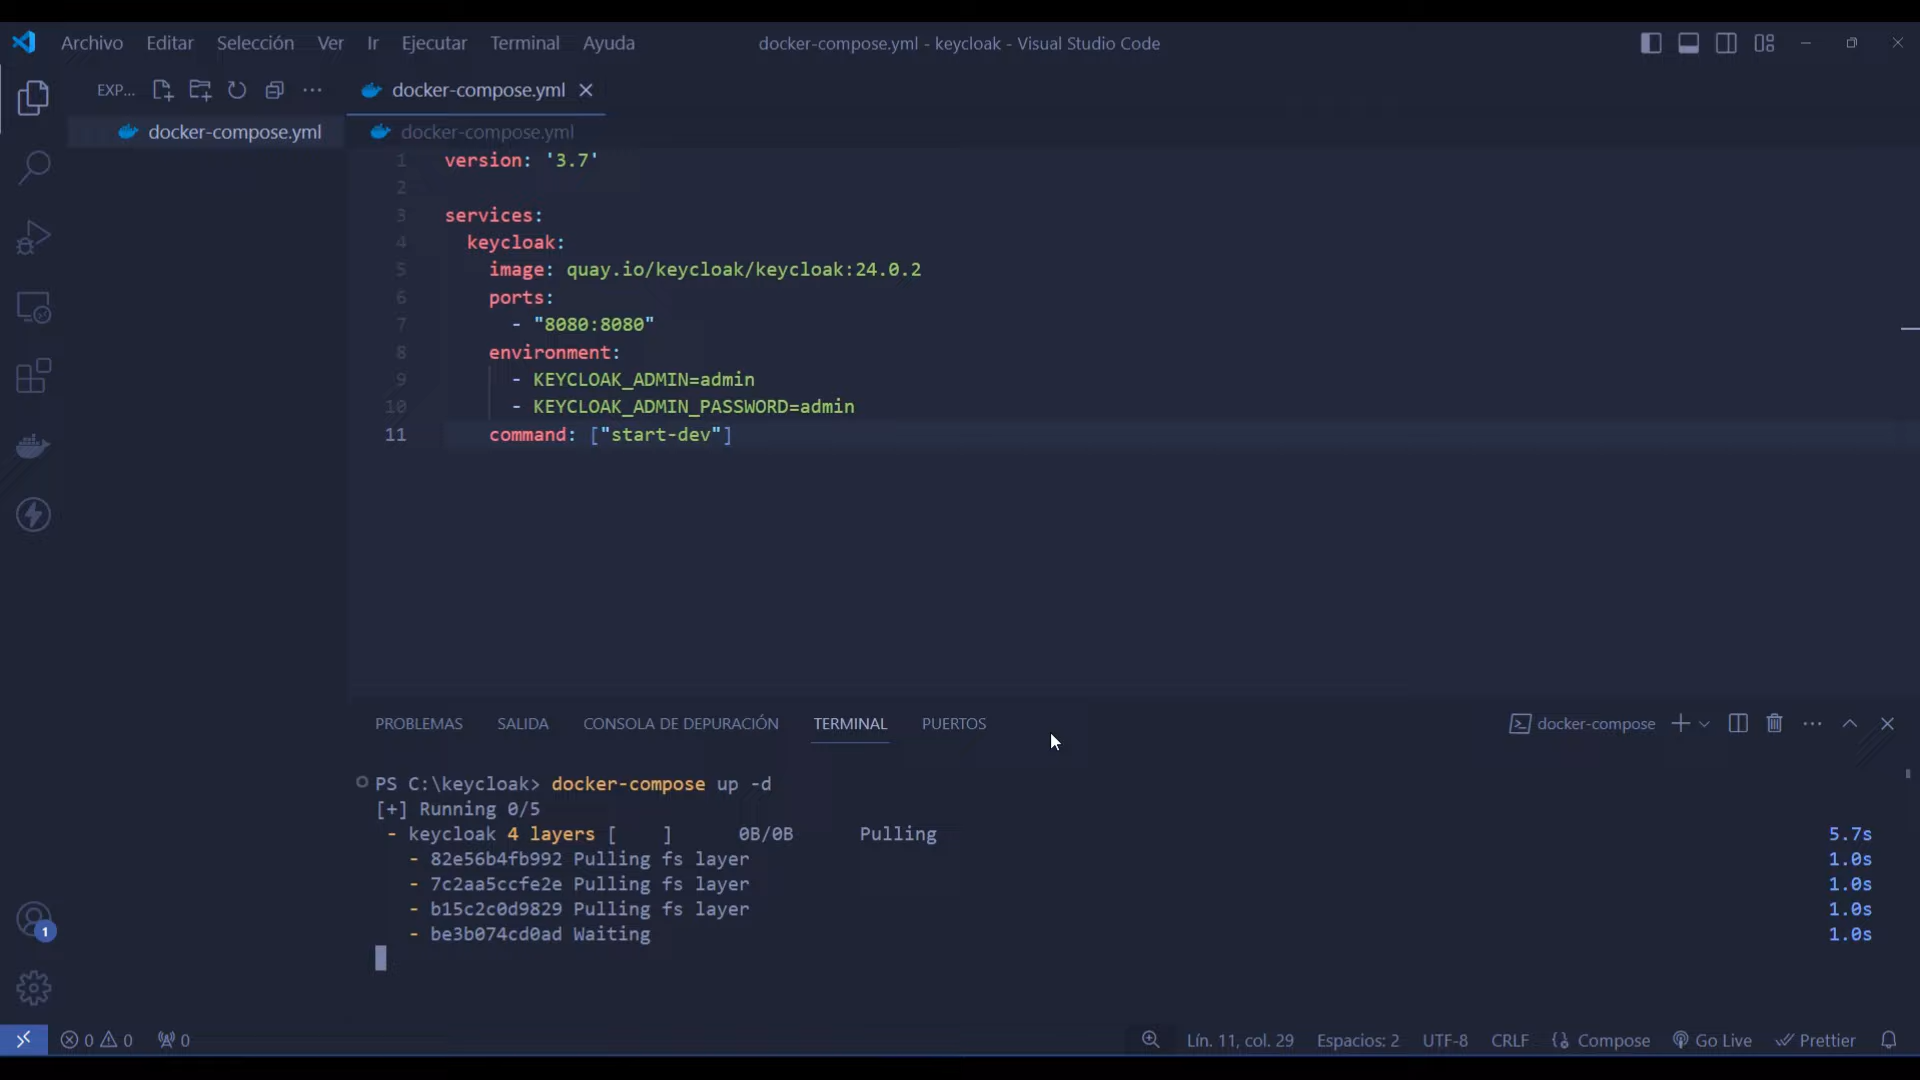 Archivo Editar Selección Ver Ir Ejecutar Terminal Ayuda
docker-compose.yml - keycloak - Visual Studio Code
EXP...
docker-compose.yml
docker-compose.yml
docker-compose.yml
1 version: '3.7'
2
3 services:
4 keycloak:
5 image: quay.io/keycloak/keycloak:24.0.2
6 ports:
7 - "8080:8080"
8 environment:
9 - KEYCLOAK_ADMIN=admin
10 - KEYCLOAK_ADMIN_PASSWORD=admin
11 command: ["start-dev"]
PROBLEMAS SALIDA CONSOLA DE DEPURACIÓN TERMINAL PUERTOS
docker-compose
PS C:\keycloak> docker-compose up -d
[+] Running 0/5
- keycloak 4 layers [    ] 0B/0B Pulling 5.7s
- 82e56b4fb992 Pulling fs layer 1.0s
- 7c2aa5ccfe2e Pulling fs layer 1.0s
- b15c2c0d9829 Pulling fs layer 1.0s
- be3b074cd0ad Waiting 1.0s
1
0 0 0
Lín. 11, col. 29 Espacios: 2 UTF-8 CRLF Compose Go Live Prettier